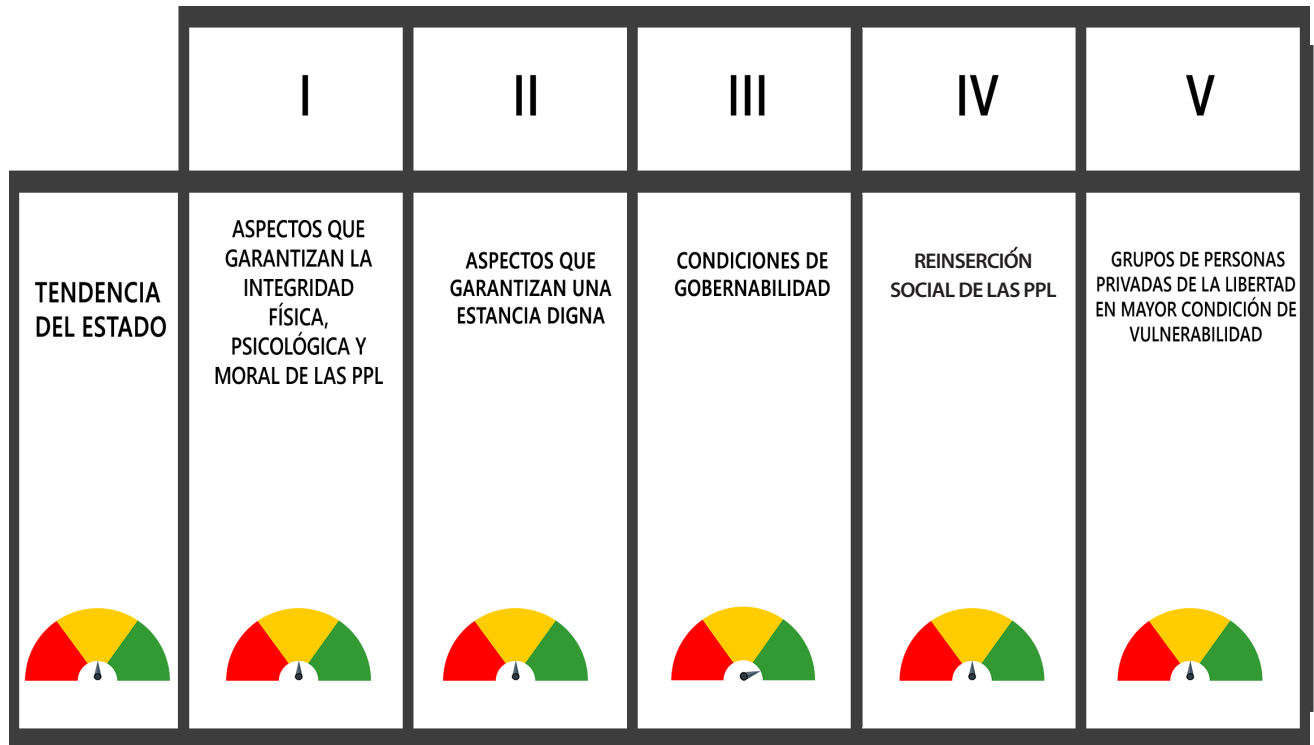 I
II
III
IV
V
TENDENCIA
DEL ESTADO
ASPECTOS QUE
GARANTIZAN LA
INTEGRIDAD
FÍSICA,
PSICOLÓGICA Y
MORAL DE LAS PPL
ASPECTOS QUE
GARANTIZAN UNA
ESTANCIA DIGNA
CONDICIONES DE
GOBERNABILIDAD
REINSERCIÓN
SOCIAL DE LAS PPL
GRUPOS DE PERSONAS
PRIVADAS DE LA LIBERTAD
EN MAYOR CONDICIÓN DE
VULNERABILIDAD